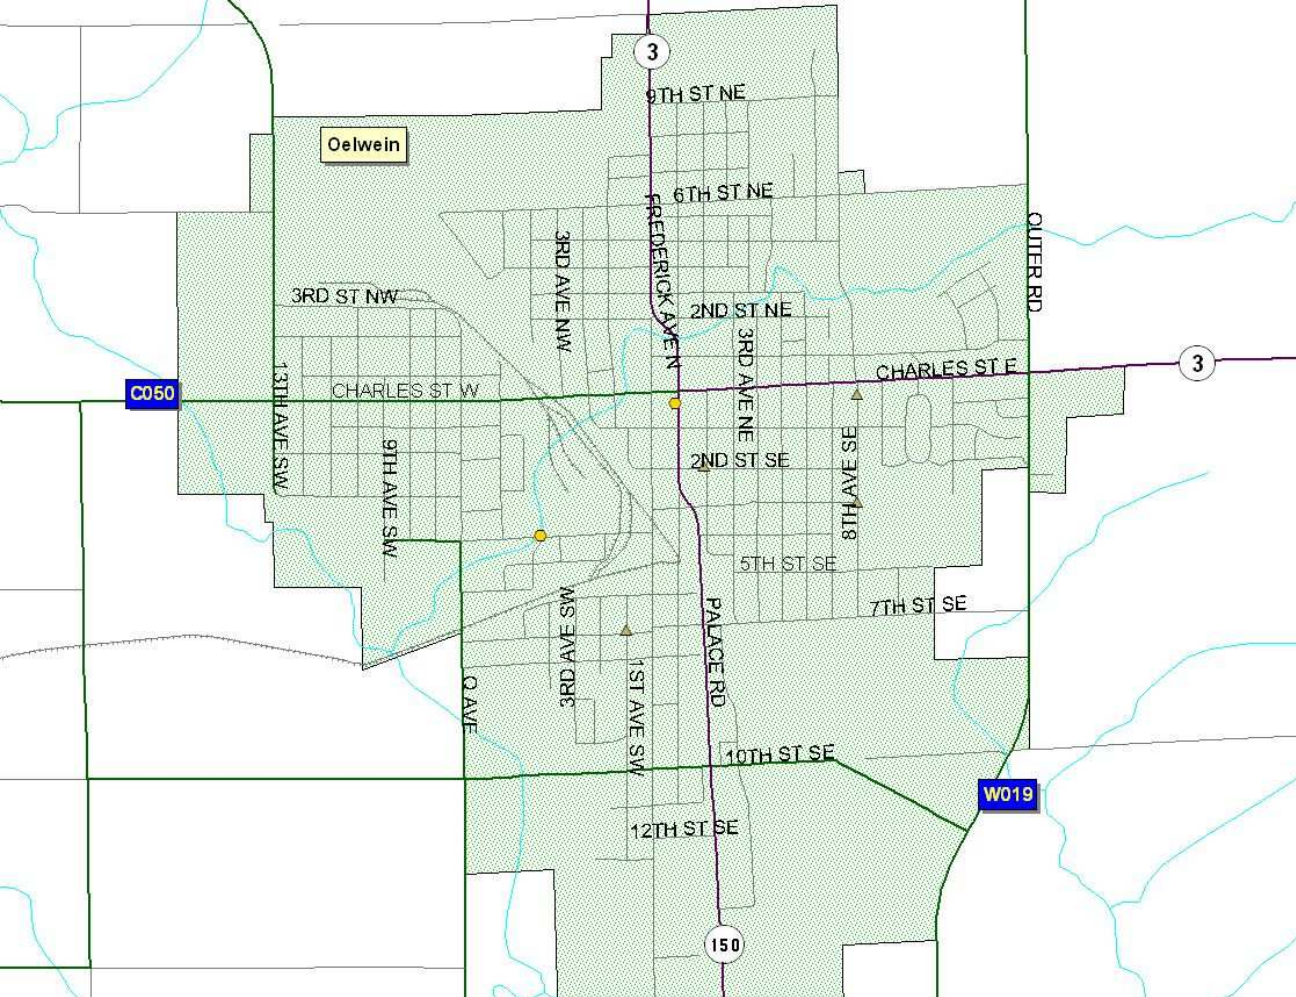 3
9TH ST NE
Oelwein
6TH ST NE
FREDERICK AVE N
OUTER RD
3RD AVE NW
3RD ST NW
2ND ST NE
3RD AVE NE
3
CHARLES ST E
13TH AVE SW
CHARLES ST W
C050
9TH AVE SW
2ND ST SE
8TH AVE SE
5TH ST SE
3RD AVE SW
PALACE RD
7TH ST SE
1ST AVE SW
Q AVE
10TH ST SE
W019
12TH ST SE
150